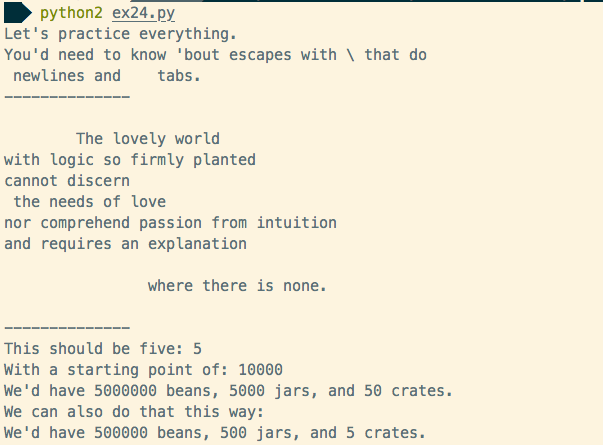 python2 ex24.py
Let's practice everything.
You'd need to know 'bout escapes with \ that do
 newlines and    tabs.
--------------
        The lovely world
with logic so firmly planted
cannot discern
 the needs of love
nor comprehend passion from intuition
and requires an explanation
                where there is none.
--------------
This should be five: 5
With a starting point of: 10000
We'd have 5000000 beans, 5000 jars, and 50 crates.
We can also do that this way:
We'd have 500000 beans, 500 jars, and 5 crates.